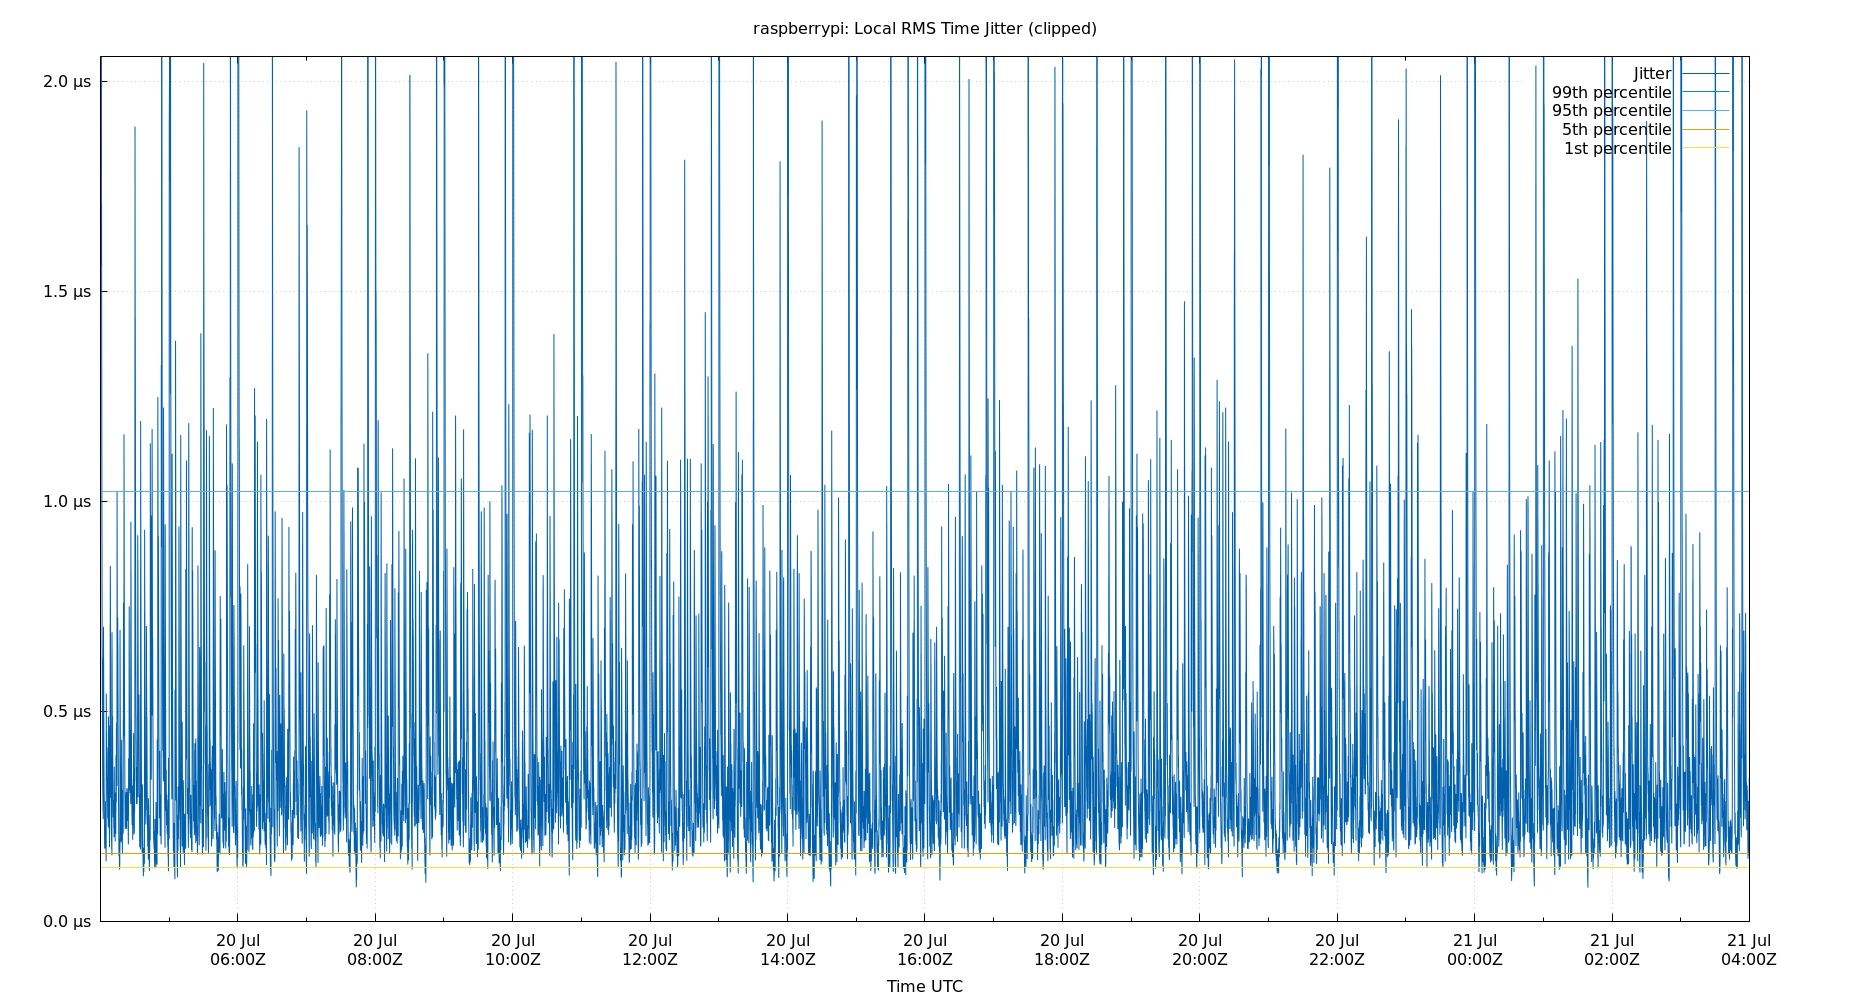 raspberrypi: Local RMS Time Jitter (clipped)
2.0 µs
1.5 µs
1.0 µs
0.5 µs
0.0 µs
Jitter
99th percentile
95th percentile
5th percentile
1st percentile
20 Jul 20 Jul 20 Jul 20 Jul 20 Jul 20 Jul 20 Jul 20 Jul 20 Jul 21 Jul 21 Jul 21 Jul
06:00Z 08:00Z 10:00Z 12:00Z 14:00Z 16:00Z 18:00Z 20:00Z 22:00Z 00:00Z 02:00Z 04:00Z
Time UTC